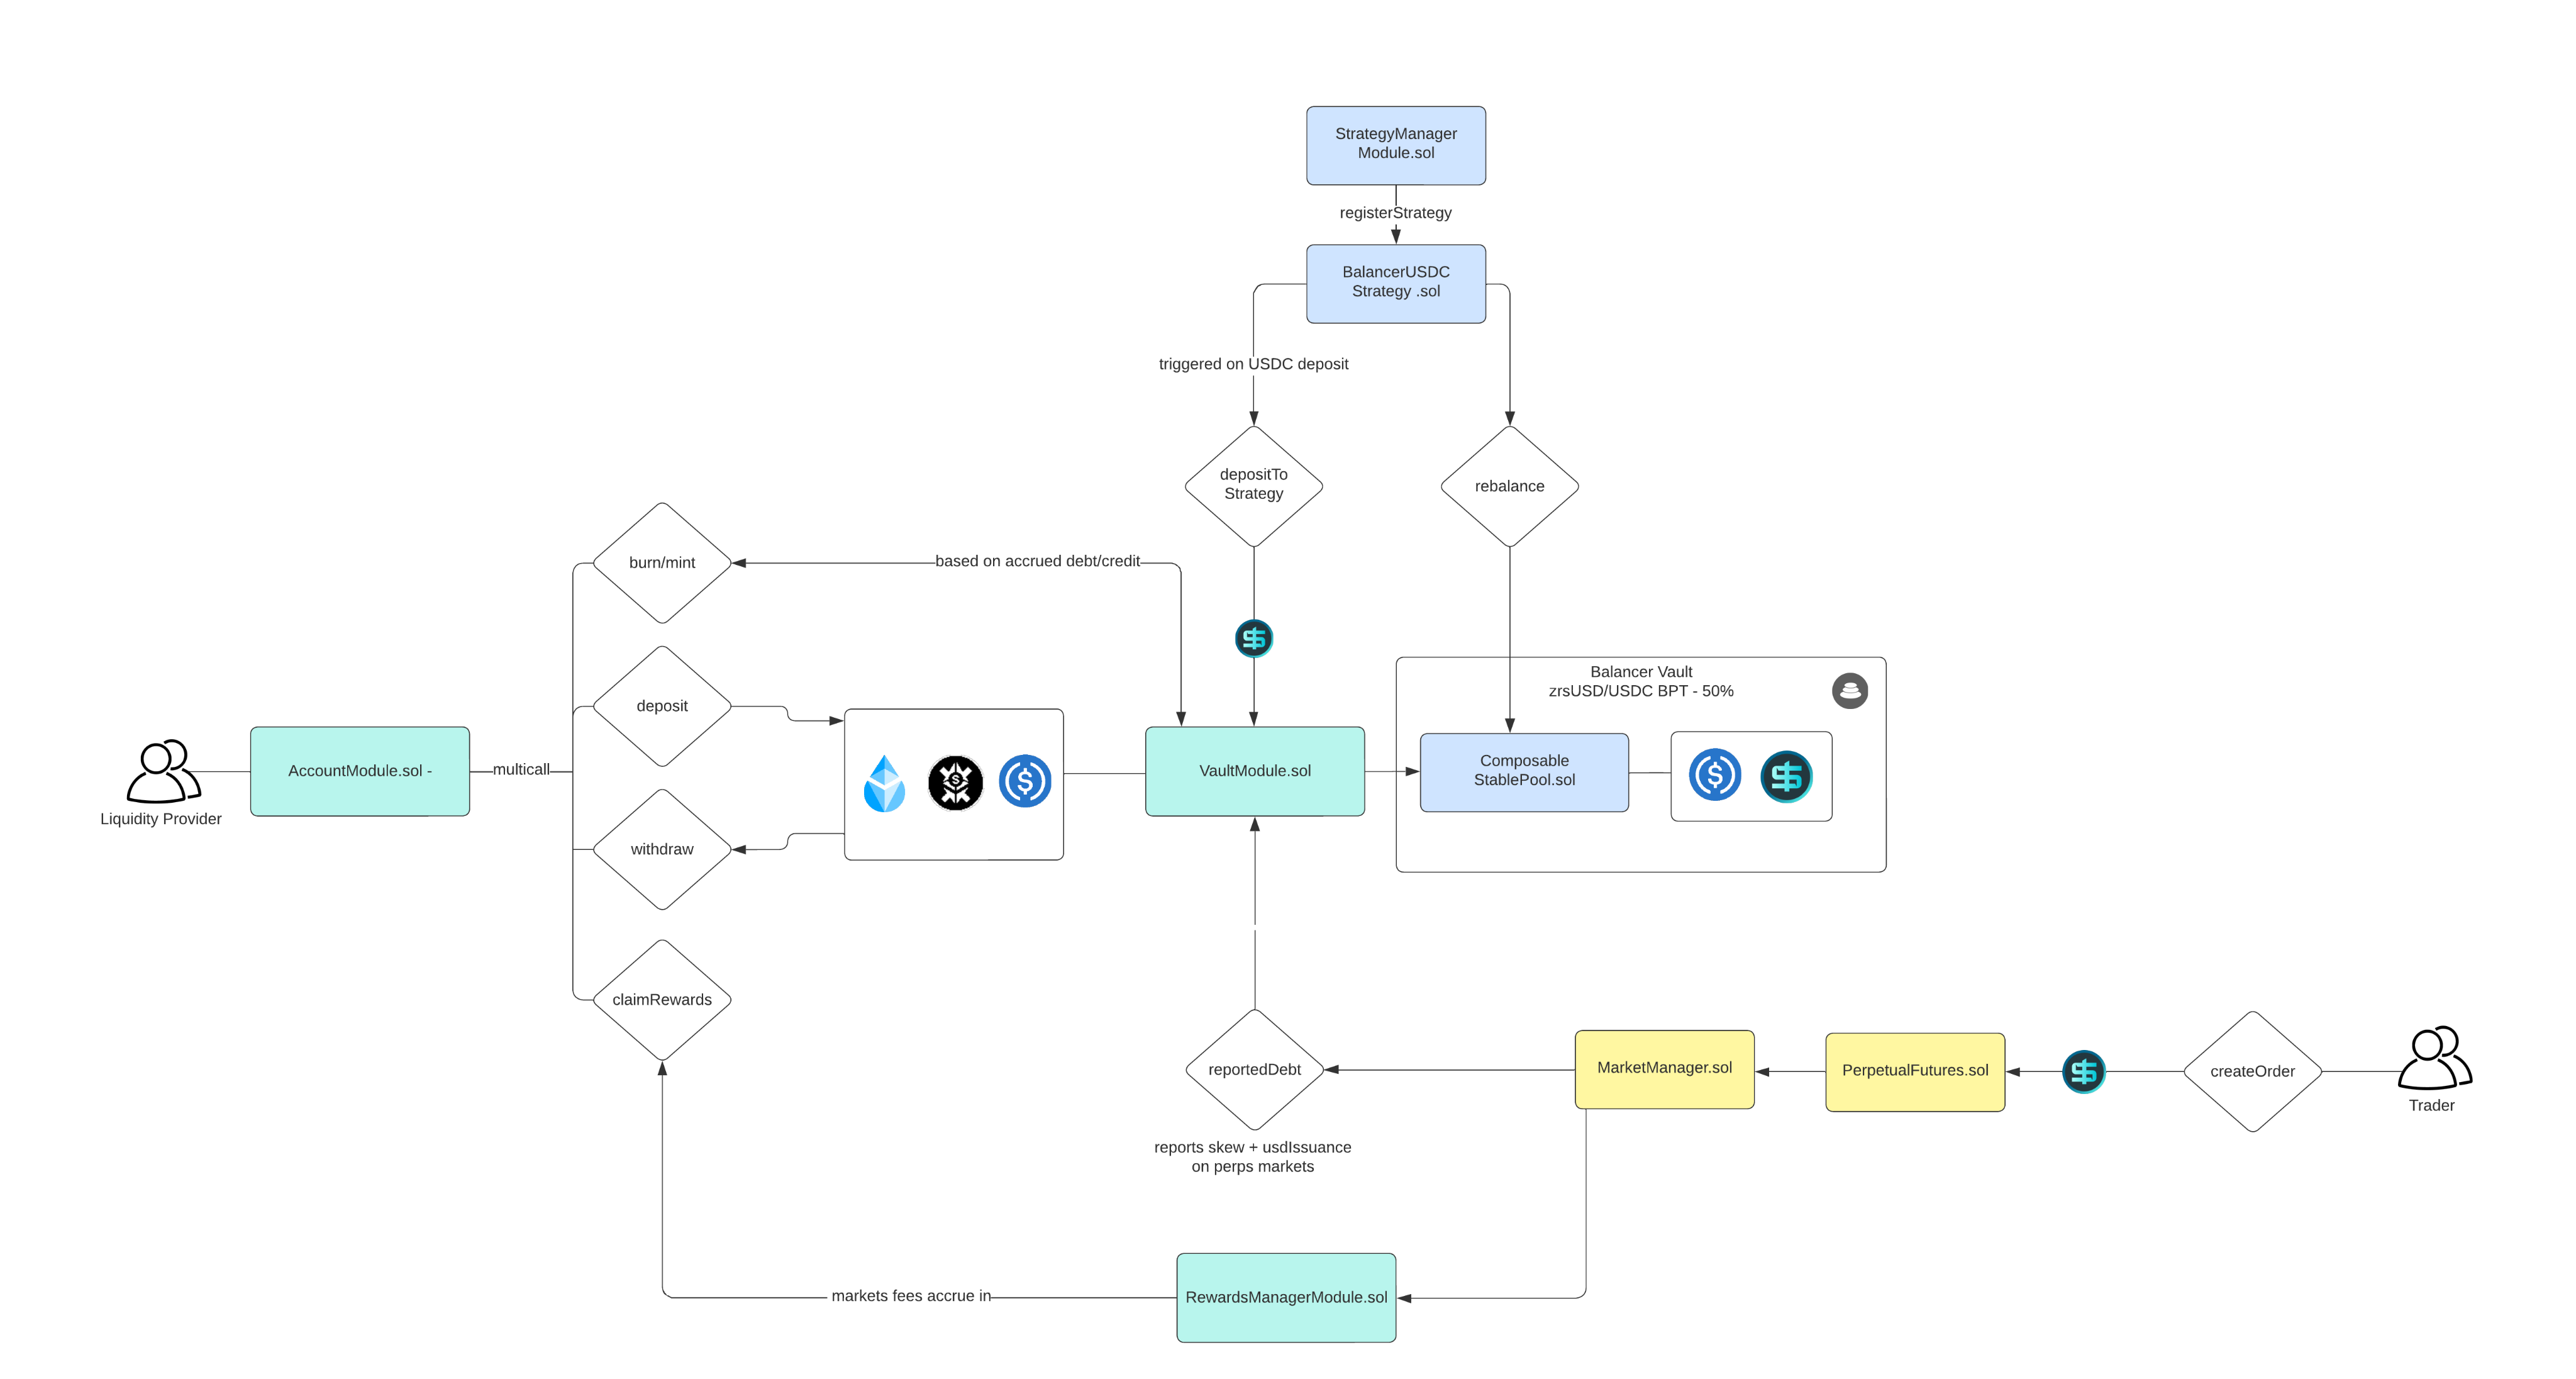 StrategyManager
Module.sol
registerStrategy
BalancerUSDC
Strategy .sol
triggered on USDC deposit
depositTo
Strategy
rebalance
burn/mint
based on accrued debt/credit
Balancer Vault
zrsUSD/USDC BPT - 50%
deposit
Liquidity Provider
AccountModule.sol -
multicall
VaultModule.sol
Composable
StablePool.sol
withdraw
claimRewards
reportedDebt
reports skew + usdIssuance
on perps markets
MarketManager.sol
PerpetualFutures.sol
createOrder
Trader
markets fees accrue in
RewardsManagerModule.sol